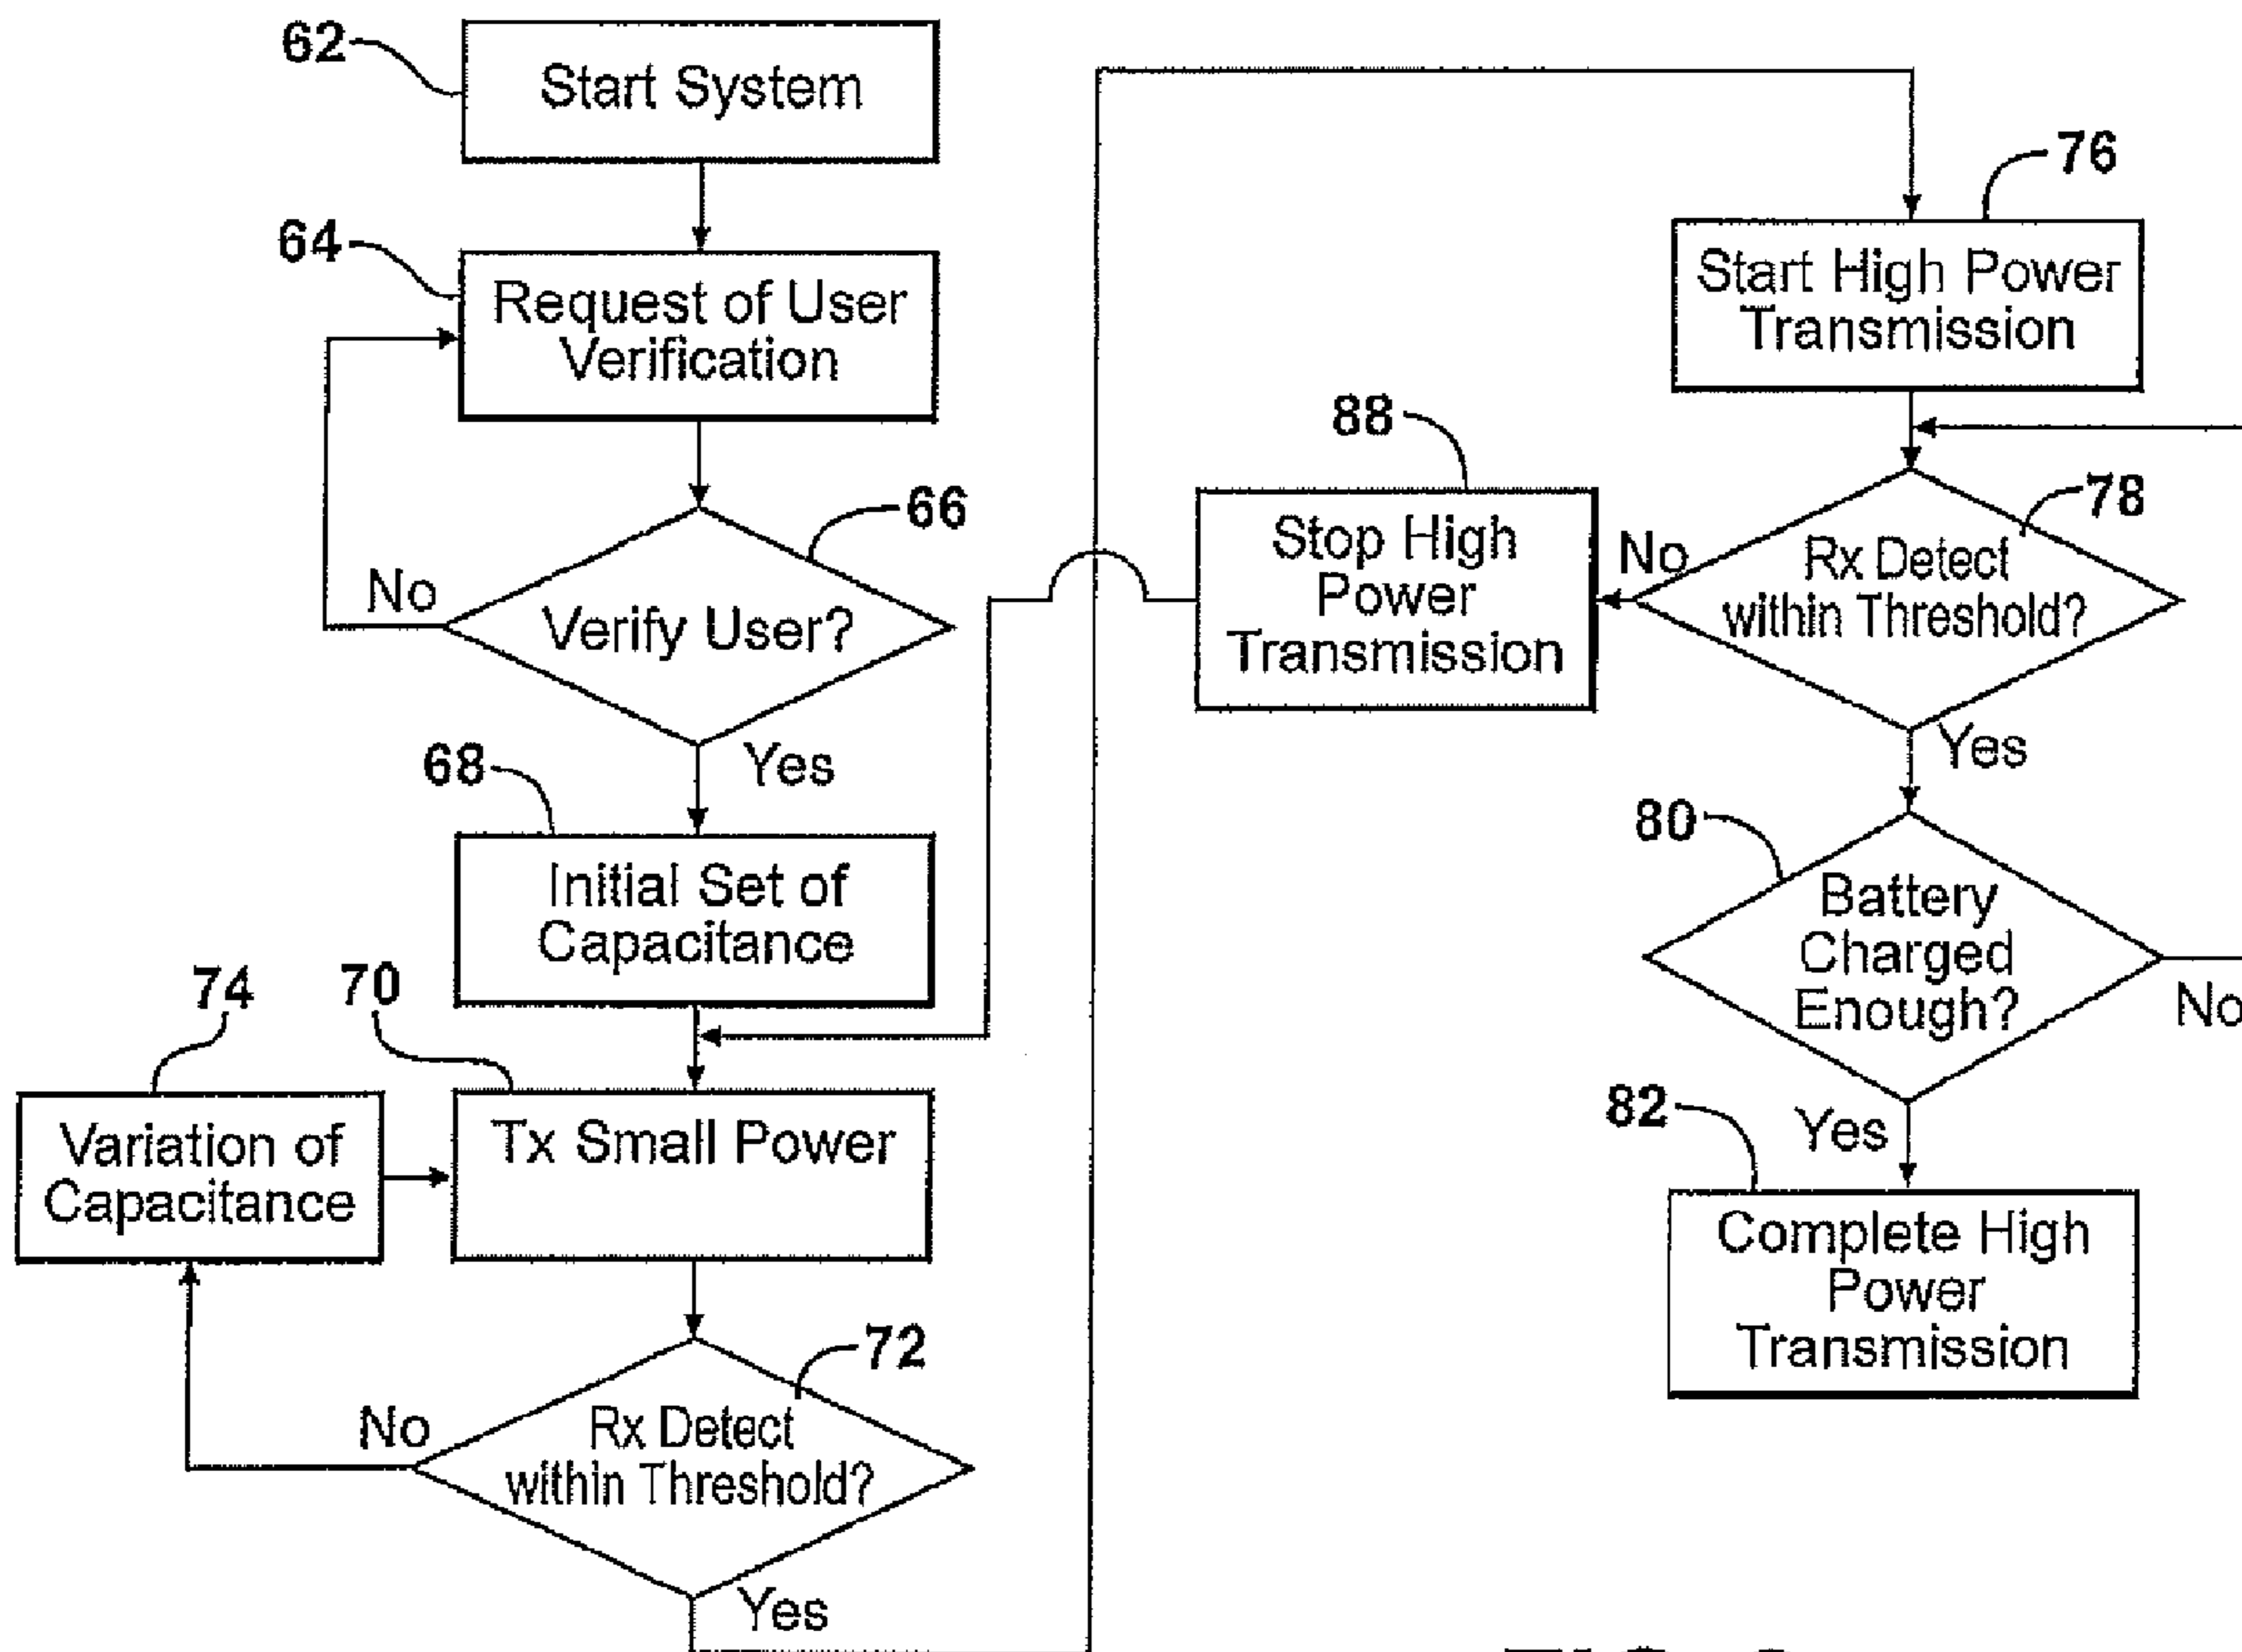 62
Start System
64
Request of User
Verification
66
No
Verify User?
Yes
68
Initial Set of
Capacitance
74
70
Variation of
Capacitance
Tx Small Power
72
No
Rx Detect
within Threshold?
Yes
76
Start High Power
Transmission
88
Stop High
Power
Transmission
78
No
Rx Detect
within Threshold?
Yes
80
Battery
Charged
Enough?
No
Yes
82
Complete High
Power
Transmission